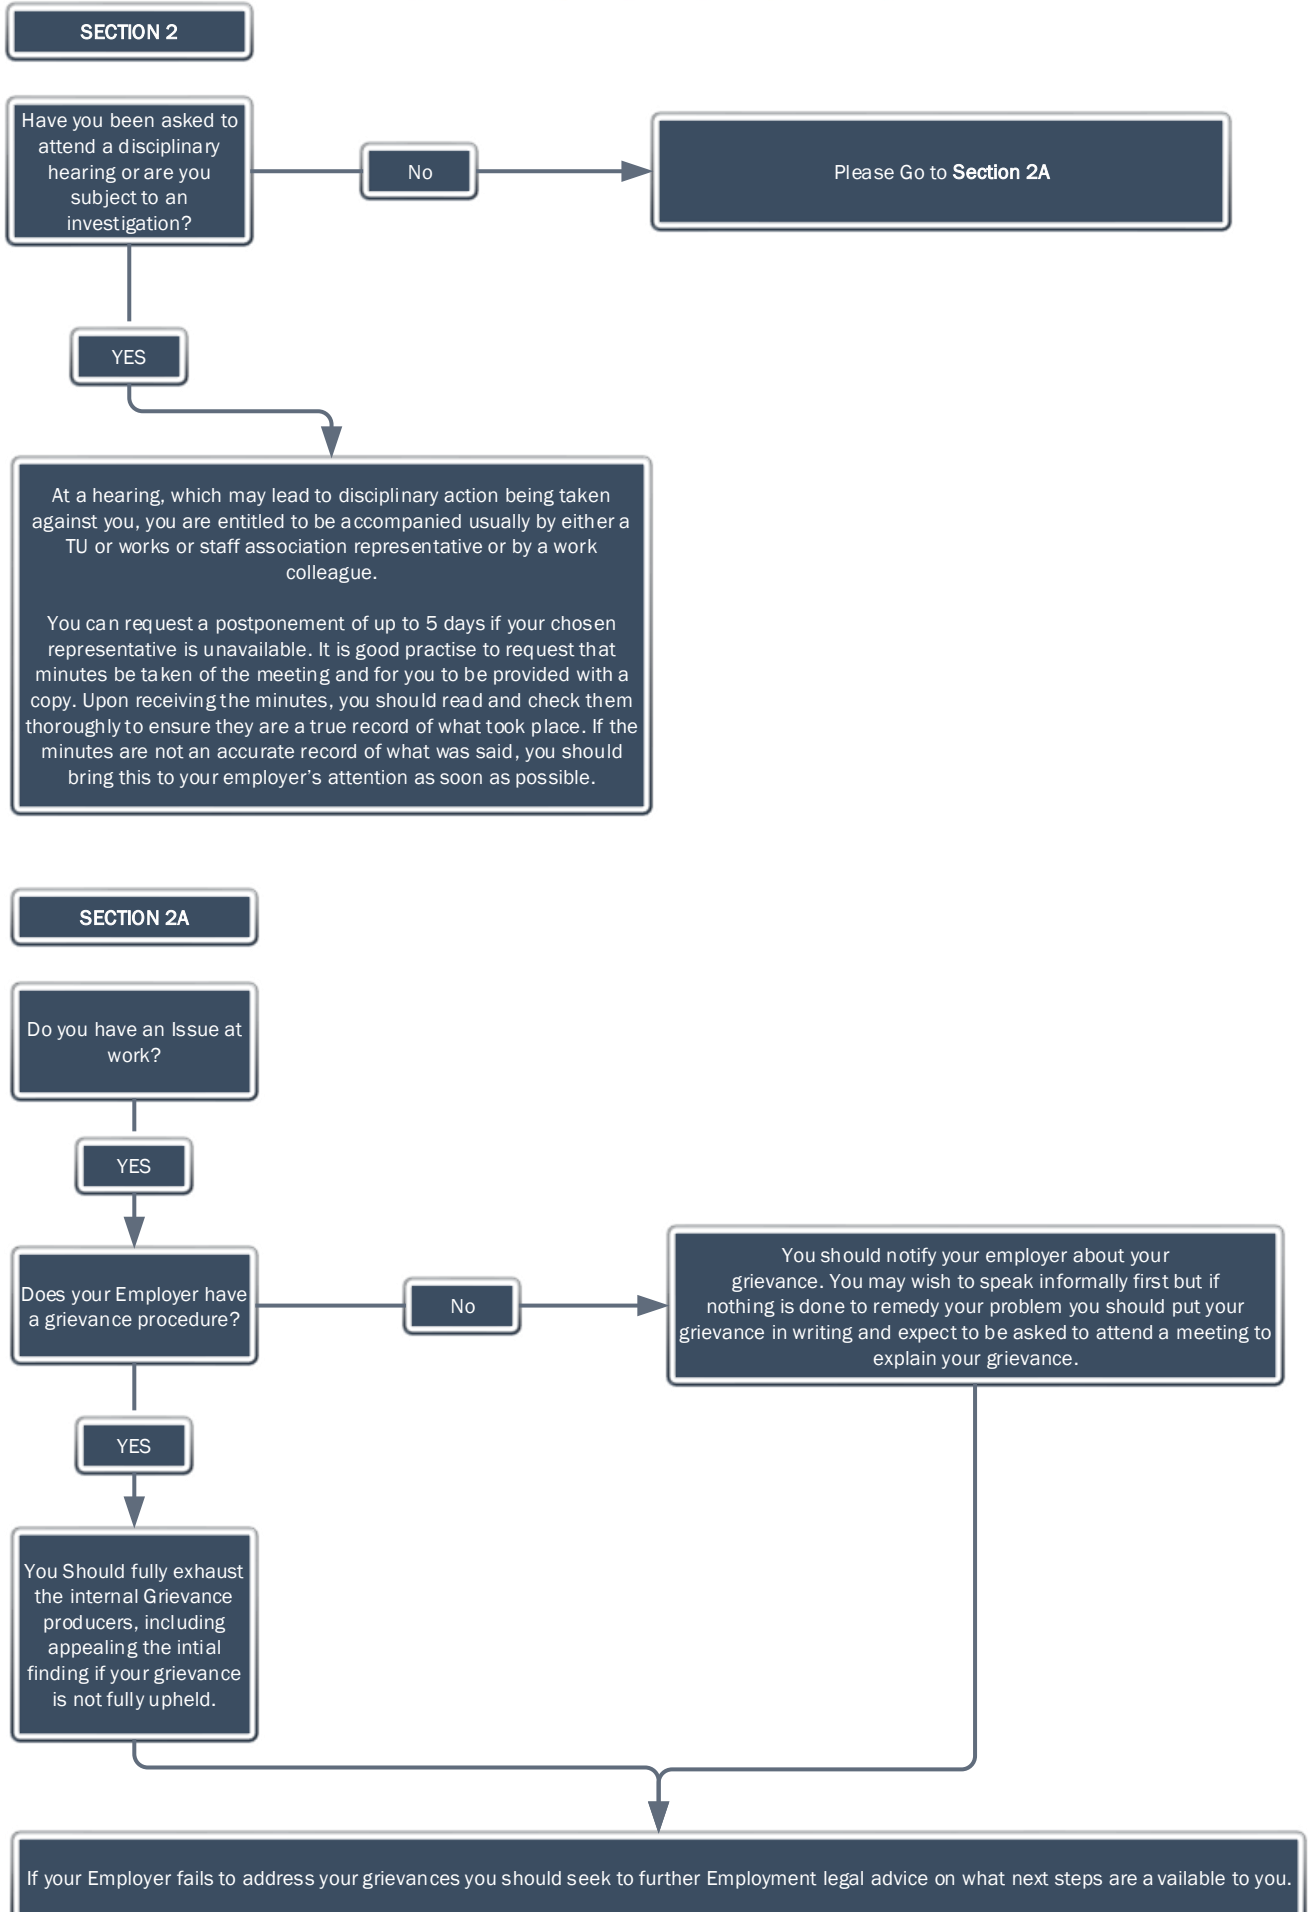 SECTION 2
Have you been asked to
attend a disciplinary
hearing or are you
subject to an
investigation?
No
Please Go to Section 2A
YES
At a hearing, which may lead to disciplinary action being taken
against you, you are entitled to be accompanied usually by either a
TU or works or staff association representative or by a work
colleague.
You can request a postponement of up to 5 days if your chosen
representative is unavailable. It is good practise to request that
minutes be taken of the meeting and for you to be provided with a
copy. Upon receiving the minutes, you should read and check them
thoroughly to ensure they are a true record of what took place. If the
minutes are not an accurate record of what was said, you should
bring this to your employer’s attention as soon as possible.
SECTION 2A
Do you have an Issue at
work?
YES
Does your Employer have
a grievance procedure?
No
You should notify your employer about your
grievance. You may wish to speak informally first but if
nothing is done to remedy your problem you should put your
grievance in writing and expect to be asked to attend a meeting to
explain your grievance.
YES
You Should fully exhaust
the internal Grievance
producers, including
appealing the intial
finding if your grievance
is not fully upheld.
If your Employer fails to address your grievances you should seek to further Employment legal advice on what next steps are available to you.